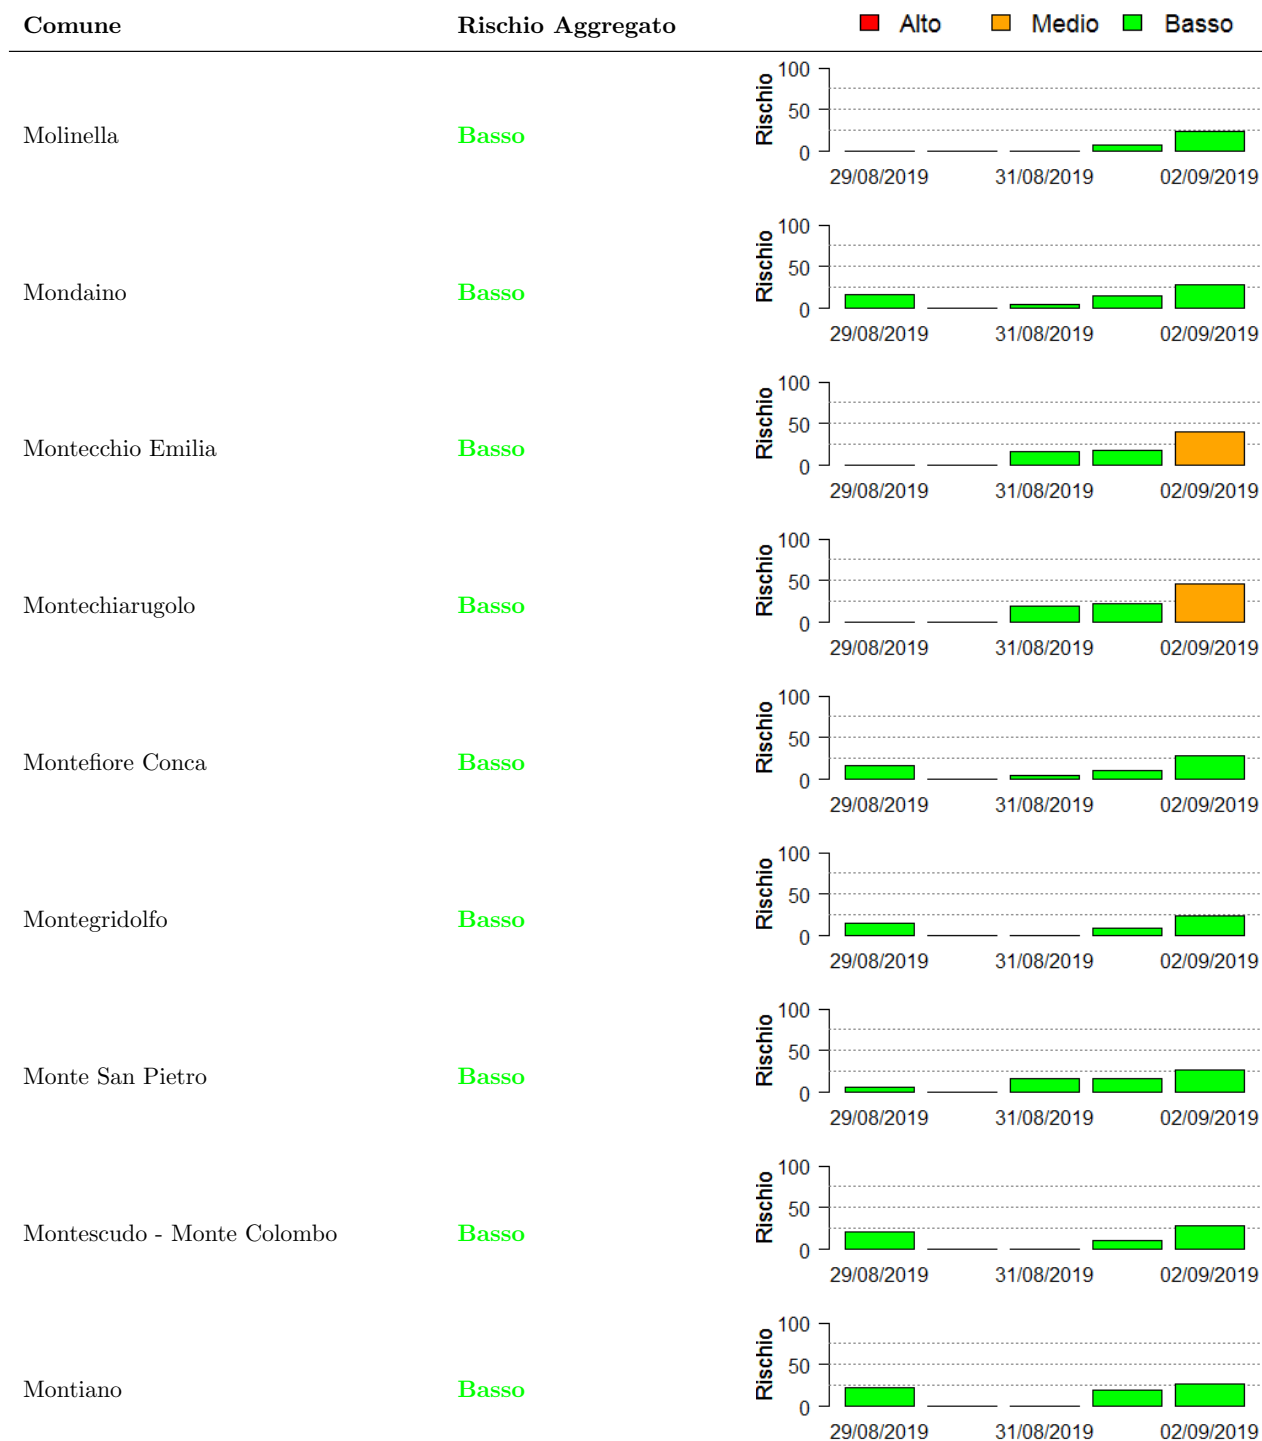 Comune Rischio Aggregato Alto Medio Basso
Molinella Basso
Rischio
100
50
0
29/08/2019 31/08/2019 02/09/2019
Mondaino Basso
Rischio
100
50
0
29/08/2019 31/08/2019 02/09/2019
Montecchio Emilia Basso
Rischio
100
50
0
29/08/2019 31/08/2019 02/09/2019
Montechiarugolo Basso
Rischio
100
50
0
29/08/2019 31/08/2019 02/09/2019
Montefiore Conca Basso
Rischio
100
50
0
29/08/2019 31/08/2019 02/09/2019
Montegridolfo Basso
Rischio
100
50
0
29/08/2019 31/08/2019 02/09/2019
Monte San Pietro Basso
Rischio
100
50
0
29/08/2019 31/08/2019 02/09/2019
Montescudo - Monte Colombo Basso
Rischio
100
50
0
29/08/2019 31/08/2019 02/09/2019
Montiano Basso
Rischio
100
50
0
29/08/2019 31/08/2019 02/09/2019